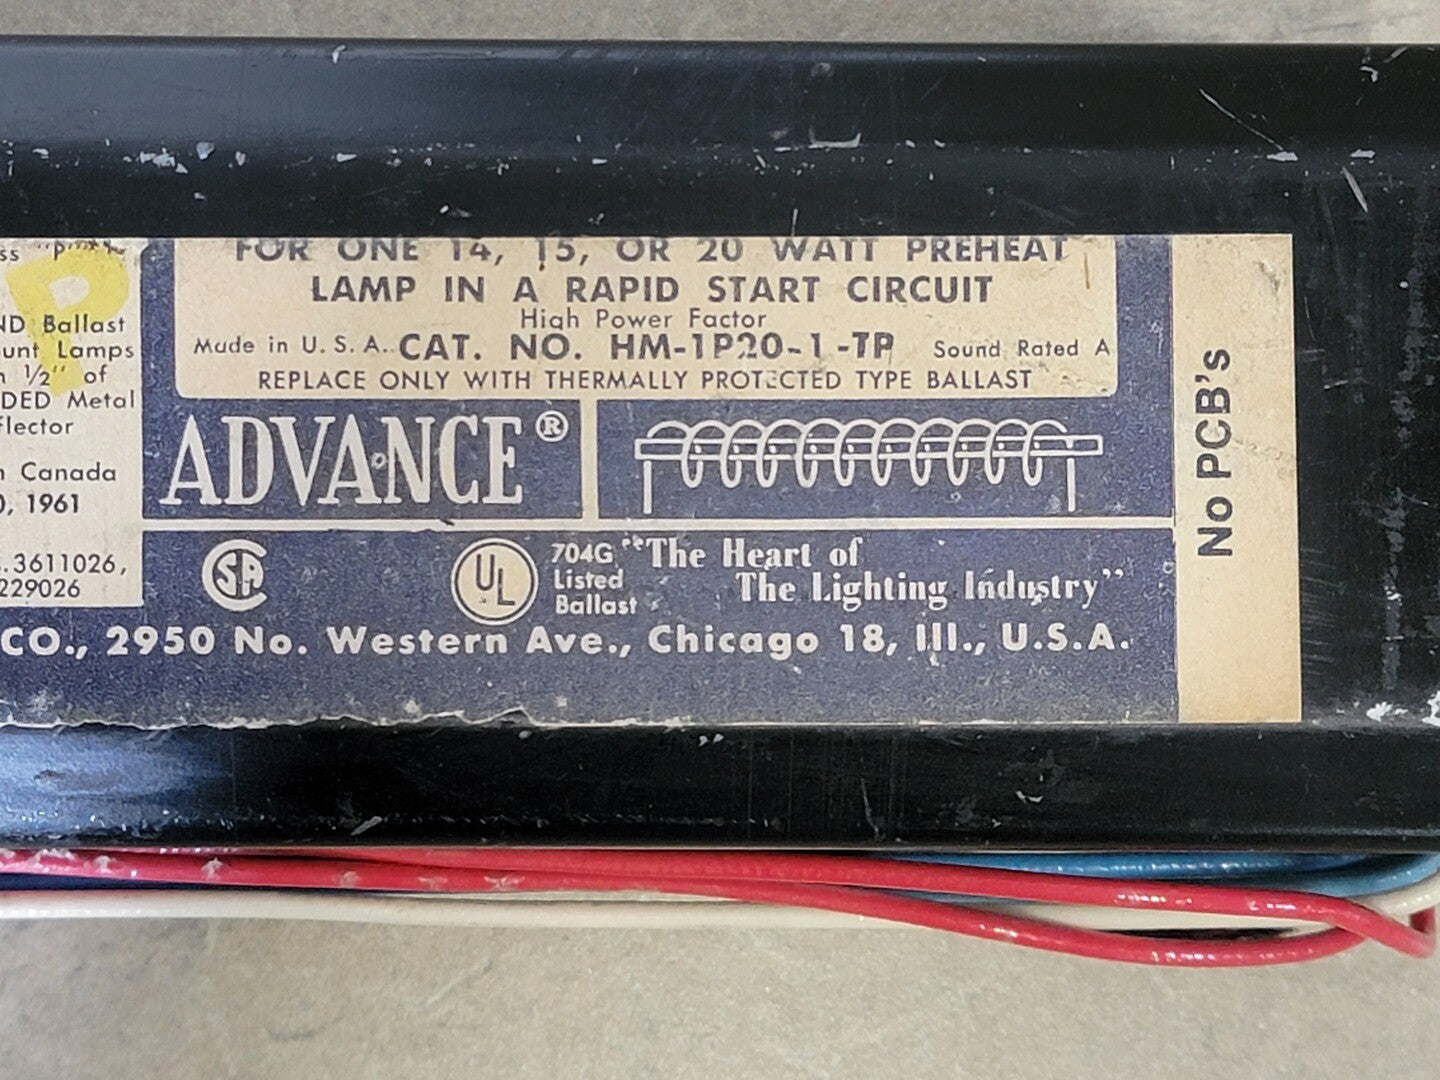 ss
P
ND Ballast
unt Lamps
1/2" of
DED Metal
flector
n Canada
), 1961
.3611026,
229026
FOR ONE 14, 15, OR 20 WATT PREHEAT
LAMP IN A RAPID START CIRCUIT
High Power Factor
Made in U. S. A. CAT. NO. HM-1P20-1-TP Sound Rated A
REPLACE ONLY WITH THERMALLY PROTECTED TYPE BALLAST
ADVANCE®
SA
UL
704G
Listed
Ballast
"The Heart of
The Lighting Industry"
CO., 2950 No. Western Ave., Chicago 18, Ill., U.S.A.
No PCB's